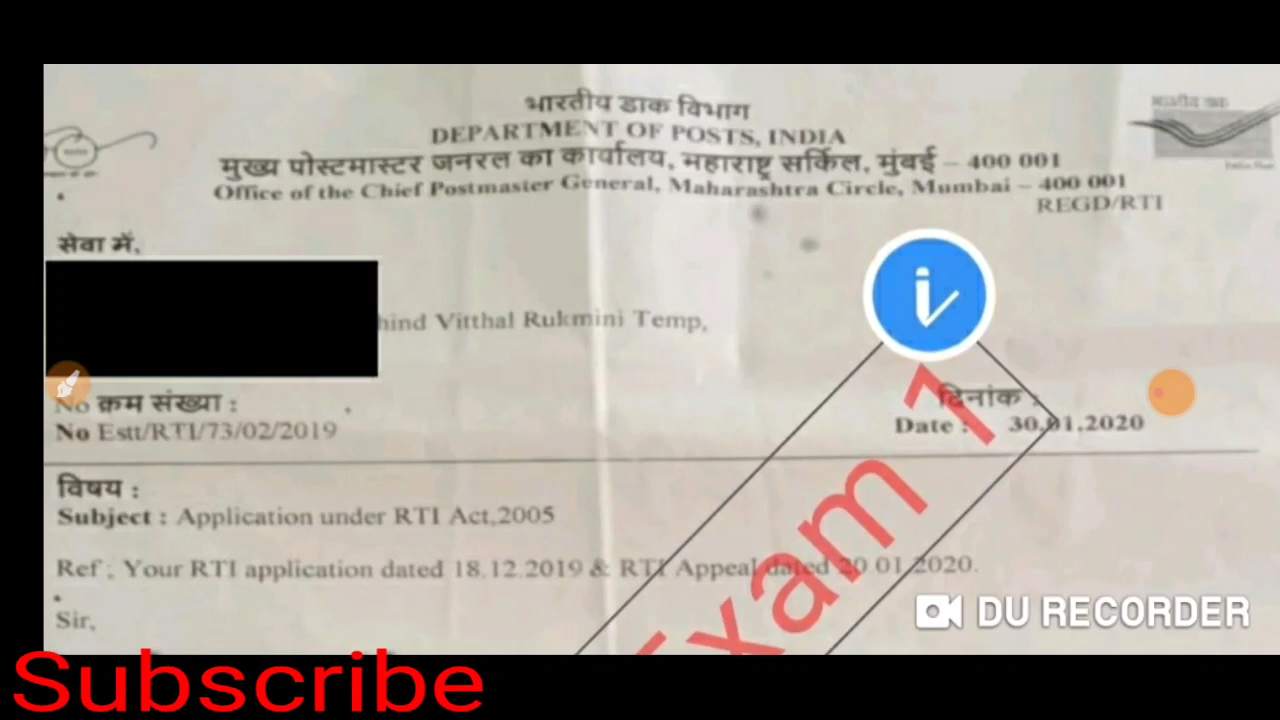 भारतीय डाक विभाग
DEPARTMENT OF POSTS, INDIA
मुख्य पोस्टमास्टर जनरल का कार्यालय, महाराष्ट्र सर्किल, मुंबई – 400 001
Office of the Chief Postmaster General, Maharashtra Circle, Mumbai – 400 001
REGD/RTI
सेवा में,
hind Vitthal Rukmini Temp,
No क्रम संख्या :
दिनांक :
No Estt/RTI/73/02/2019
Date : 30.01.2020
विषय :
Subject : Application under RTI Act,2005
Ref : Your RTI application dated 18.12.2019 & RTI Appeal dated 20.01.2020.
Sir,
Exam 1
DU RECORDER
Subscribe